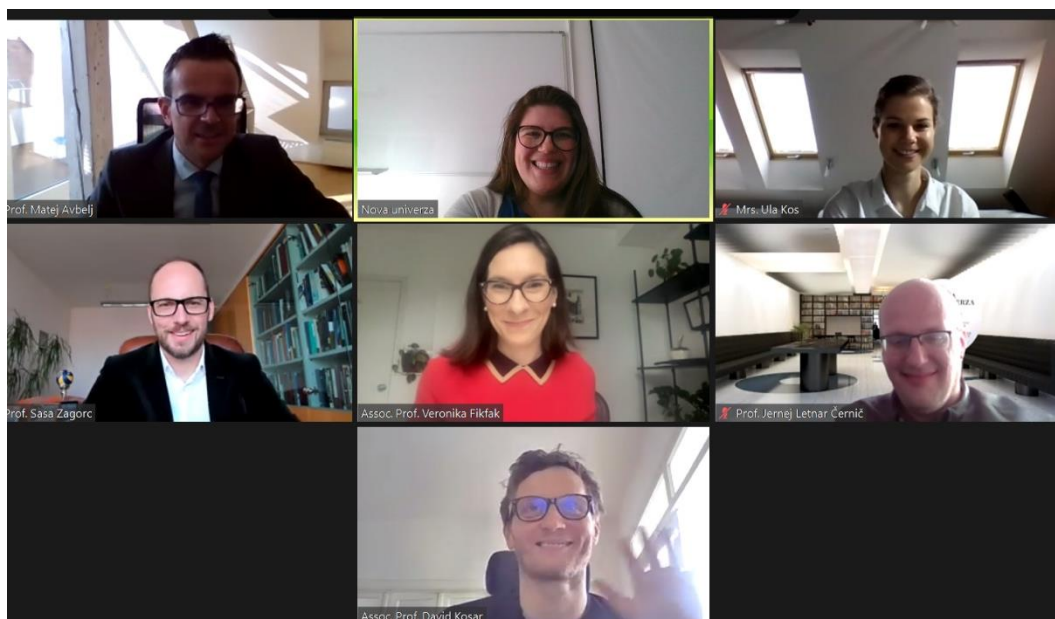 Prof. Matej Avbelj
Nova univerza
Mrs. Ula Kos
Prof. Sasa Zagorc
Assoc. Prof. Veronika Fikfak
Prof. Jernej Letnar Černič
ERZA
Assoc. Prof. David Kosar